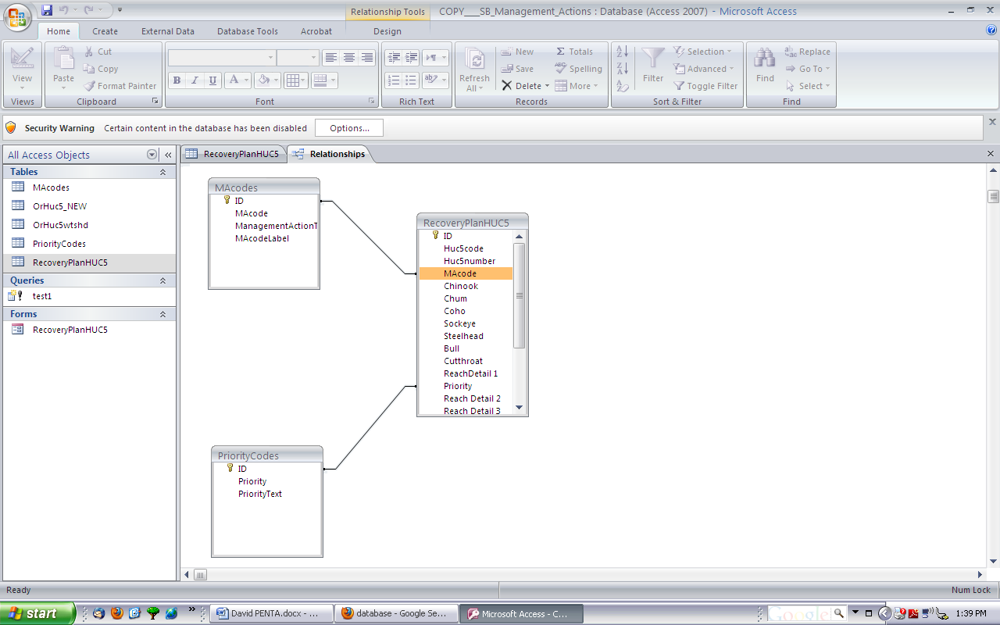 Relationship Tools
COPY___SB_Management_Actions : Database (Access 2007) - Microsoft Access
Home Create External Data Database Tools Acrobat Design
View
Views
Paste
Cut
Copy
Format Painter
Clipboard
B I U A
Font
Rich Text
Refresh All
New
Save
Delete
Totals
Spelling
More
Records
Filter
Selection
Advanced
Toggle Filter
Sort & Filter
Find
Replace
Go To
Select
Find
Security Warning Certain content in the database has been disabled Options...
All Access Objects
Tables
MAcodes
OrHuc5_NEW
OrHuc5wtshd
PriorityCodes
RecoveryPlanHUC5
Queries
test1
Forms
RecoveryPlanHUC5
RecoveryPlanHUC5 Relationships
MAcodes
ID
MAcode
ManagementActionT
MAcodeLabel
RecoveryPlanHUC5
ID
Huc5code
Huc5number
MAcode
Chinook
Chum
Coho
Sockeye
Steelhead
Bull
Cutthroat
ReachDetail 1
Priority
Reach Detail 2
Reach Detail 3
PriorityCodes
ID
Priority
PriorityText
Ready Num Lock
start David PENTA.docx - ... database - Google Se... Microsoft Access - C... Google 1:39 PM